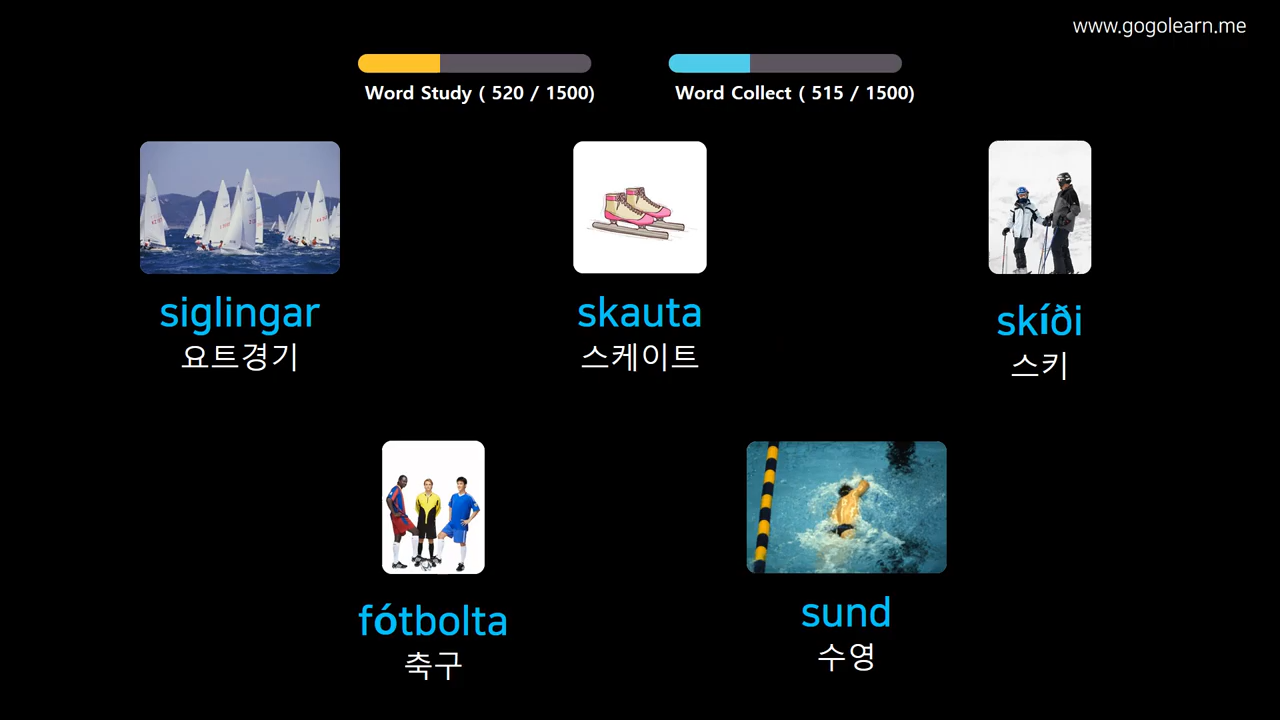 www.gogolearn.me
Word Study ( 520 / 1500)
Word Collect ( 515 / 1500)
siglingar
요트경기
skauta
스케이트
skíði
스키
fótbolta
축구
sund
수영